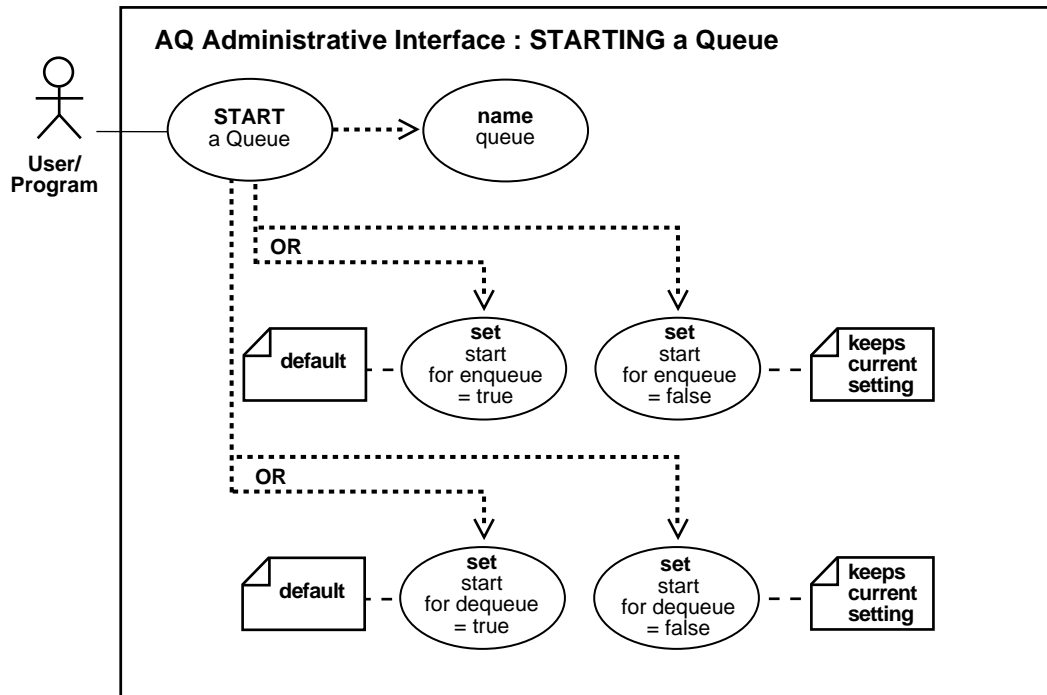 AQ Administrative Interface : STARTING a Queue
User/
Program
START
a Queue
name
queue
OR
default
set
start
for enqueue
= true
set
start
for enqueue
= false
keeps
current
setting
OR
default
set
start
for dequeue
= true
set
start
for dequeue
= false
keeps
current
setting